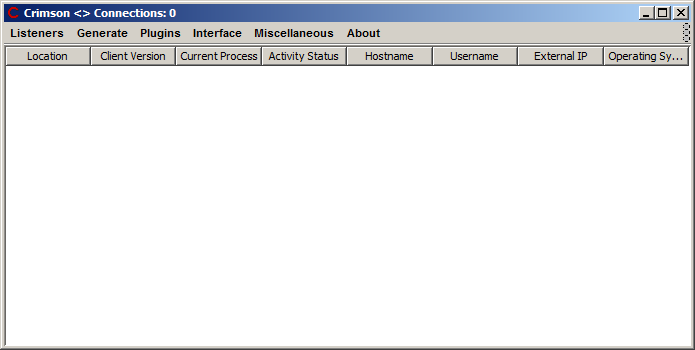 Crimson <> Connections: 0
Listeners Generate Plugins Interface Miscellaneous About
Location Client Version Current Process Activity Status Hostname Username External IP Operating Sy...